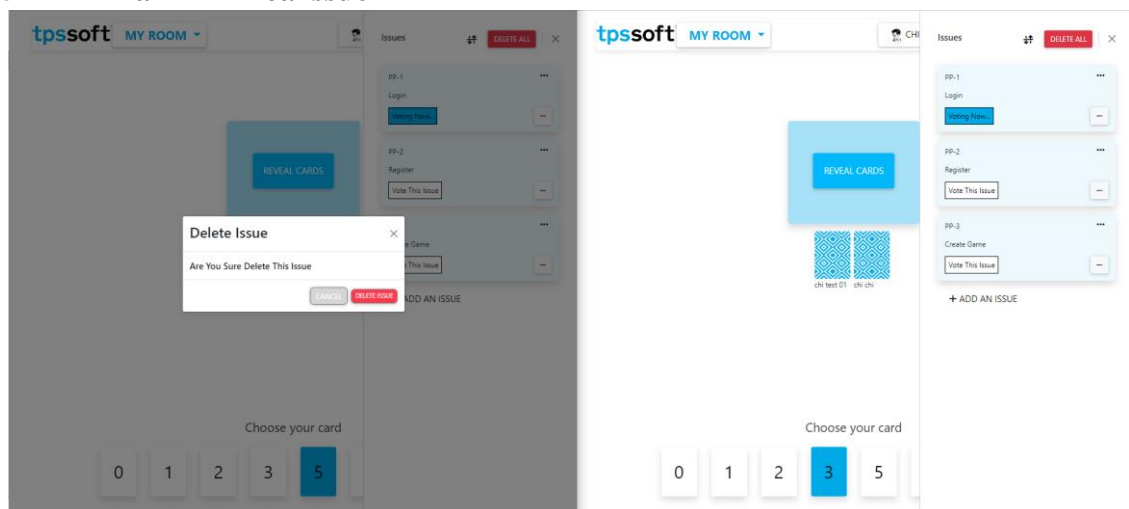 tpssoft MY ROOM
Issues DELETE ALL
PP-1
Login
Voting Now...
PP-2
Register
Vote This Issue
REVEAL CARDS
Delete Issue
Are You Sure Delete This Issue
CANCEL DELETE ISSUE
e Game
This Issue
ADD AN ISSUE
Choose your card
0 1 2 3 5
tpssoft MY ROOM CHI
Issues DELETE ALL
PP-1
Login
Voting Now...
PP-2
Register
Vote This Issue
REVEAL CARDS
PP-3
Create Game
Vote This Issue
chi test 01 chi chi
+ ADD AN ISSUE
Choose your card
0 1 2 3 5